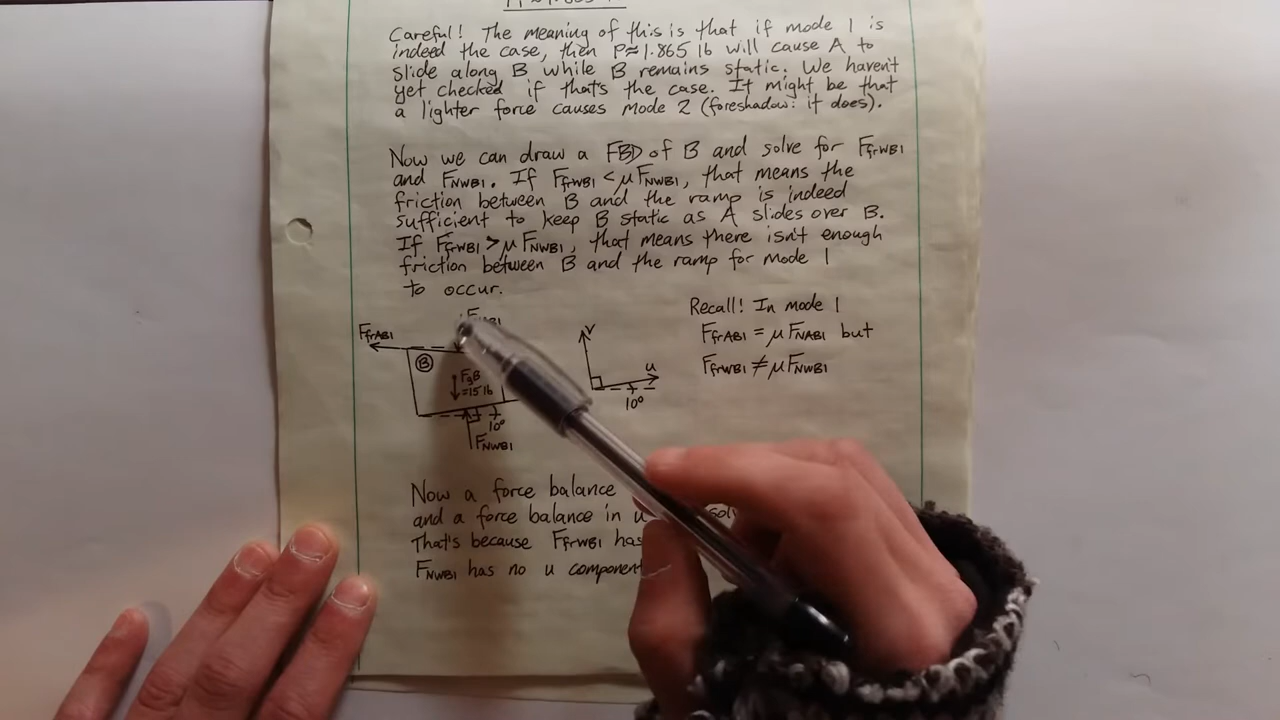 Careful! The meaning of this is that if mode 1 is
indeed the case, then P≈1.865 lb will cause A to
slide along B while B remains static. We haven't
yet checked if that's the case. It might be that
a lighter force causes mode 2 (foreshadow: it does).
Now we can draw a FBD of B and solve for FfrWB1
and FNWB1. If FfrWB1 < μFNWB1, that means the
friction between B and the ramp is indeed
sufficient to keep B static as A slides over B.
If FfrWB1 > μFNWB1, that means there isn't enough
friction between B and the ramp for mode 1
to occur.
Recall! In mode 1
FfrAB1 = μFNAB1 but
FfrWB1 ≠ μFNWB1
FfrAB1
B
FgB
=15 lb
10°
FNWB1
v
u
10°
Now a force balance
and a force balance in u
That's because FfrWB1 has
FNWB1 has no u component